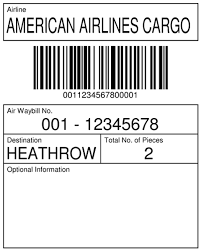 Airline
AMERICAN AIRLINES CARGO
0011234567800001
Air Waybill No.
001 - 12345678
Destination
HEATHROW
Total No. of Pieces
2
Optional Information